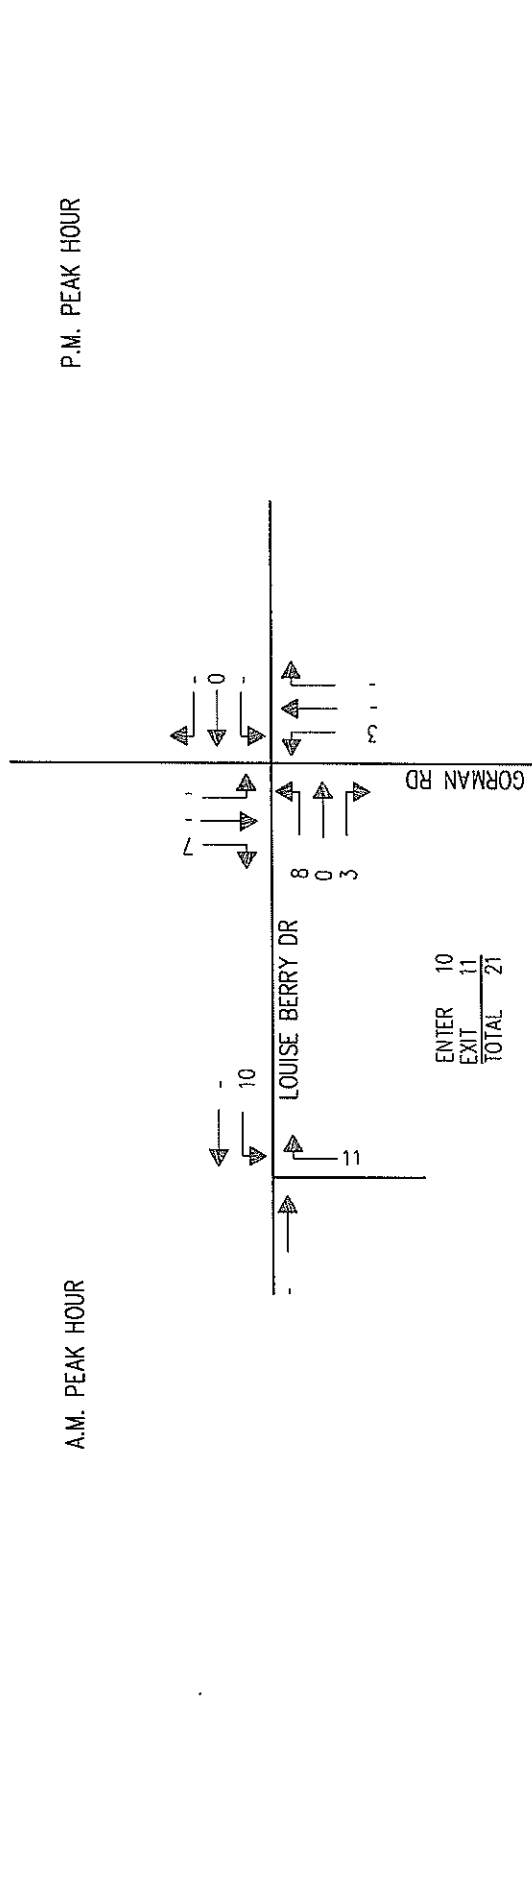 A.M. PEAK HOUR
P.M. PEAK HOUR
7 - - -
- 0
10 -
LOUISE BERRY DR
- 8
0
11 3
3 - -
GORMAN RD
ENTER 10
EXIT 11
TOTAL 21